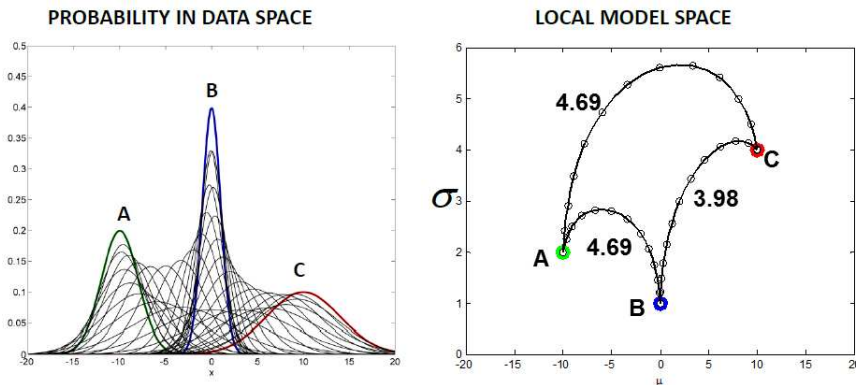 PROBABILITY IN DATA SPACE
0.5
0.45
0.4
0.35
0.3
0.25
0.2
0.15
0.1
0.05
0
-20 -15 -10 -5 0 5 10 15 20
x
A
B
C
LOCAL MODEL SPACE
6
5
4
3
2
1
0
σ
-20 -15 -10 -5 0 5 10 15 20
μ
4.69
3.98
4.69
A
B
C